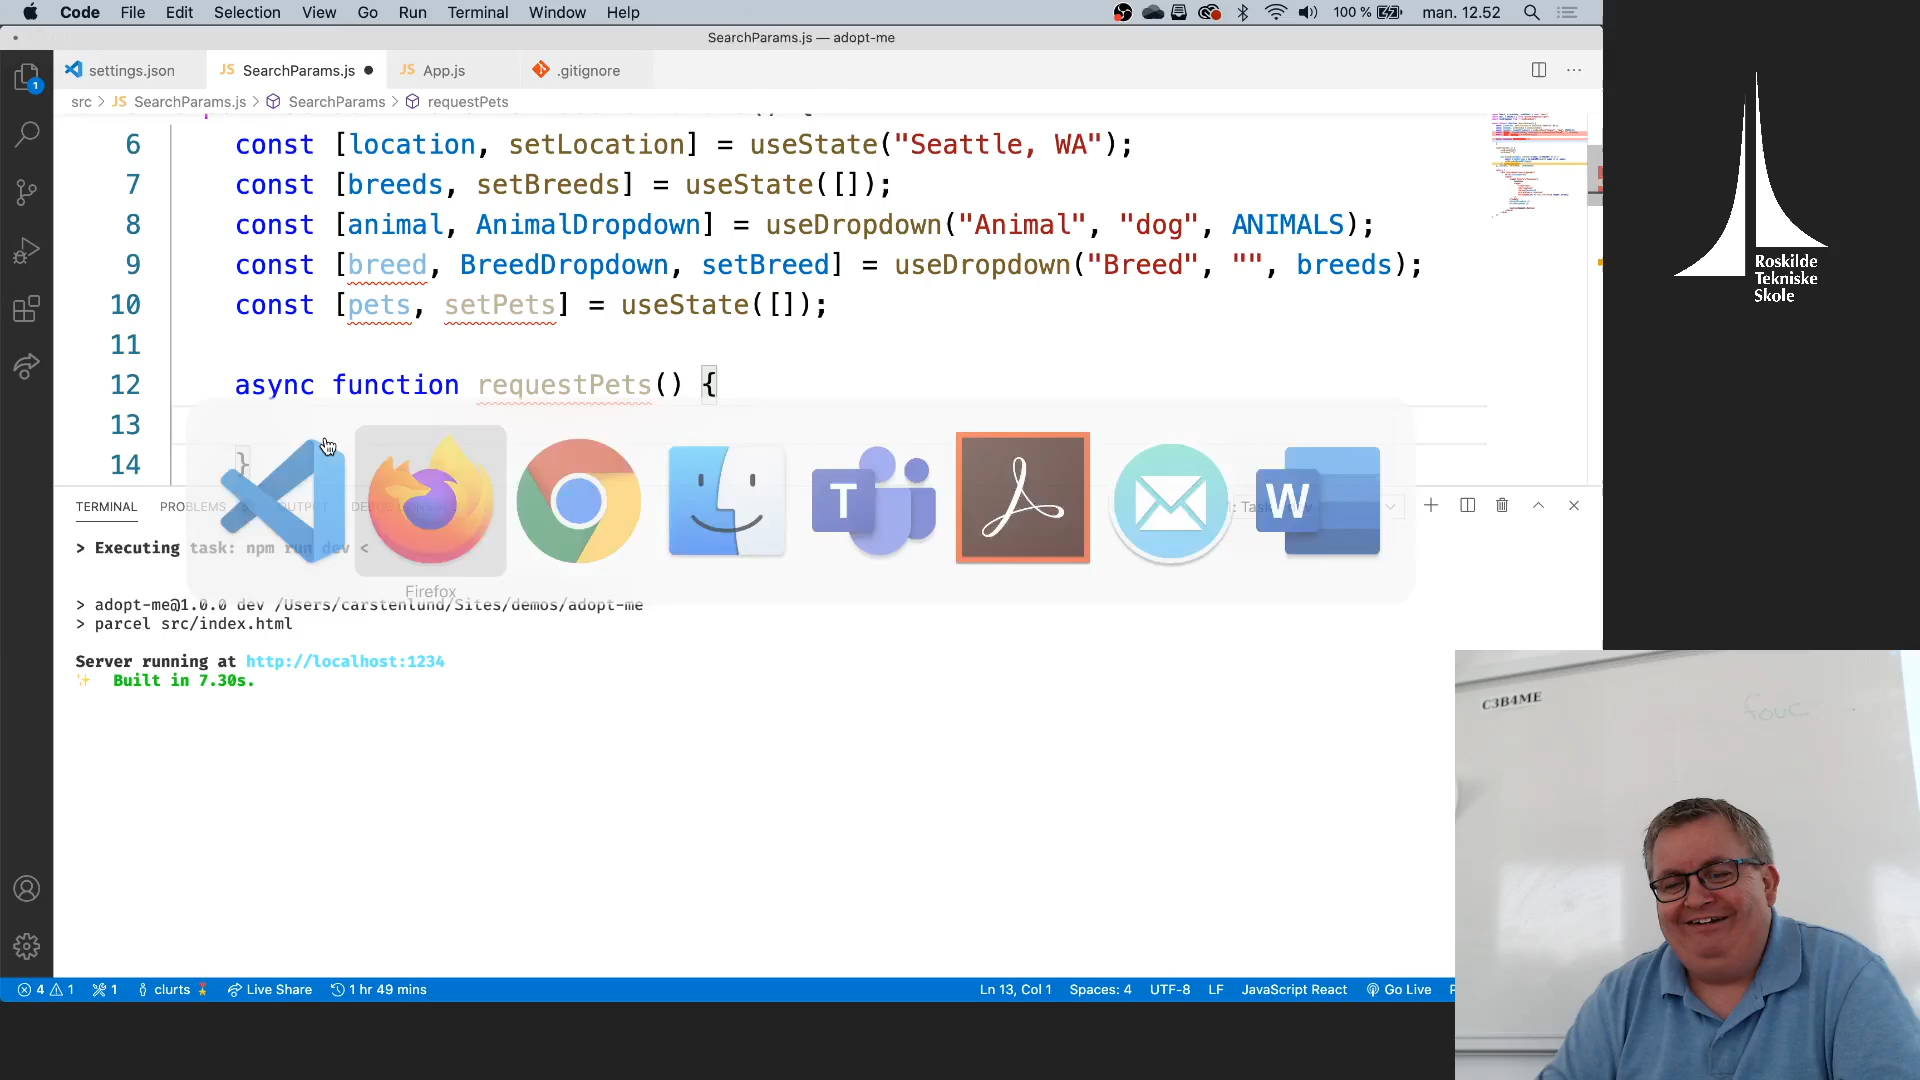 Code File Edit Selection View Go Run Terminal Window Help 100 % man. 12.52
SearchParams.js — adopt-me
settings.json JS SearchParams.js JS App.js .gitignore
1
src JS SearchParams.js SearchParams requestPets
6 const [location, setLocation] = useState("Seattle, WA");
7 const [breeds, setBreeds] = useState([]);
8 const [animal, AnimalDropdown] = useDropdown("Animal", "dog", ANIMALS);
9 const [breed, BreedDropdown, setBreed] = useDropdown("Breed", "", breeds);
10 const [pets, setPets] = useState([]);
11
12 async function requestPets() {
13
14 }
TERMINAL PROBLEMS OUTPUT
> Executing task: npm run dev <
Firefox
T
W
> adopt-me@1.0.0 dev /Users/carstenlund/Sites/demos/adopt-me
> parcel src/index.html
Server running at http://localhost:1234
Built in 7.30s.
4 1 1 clurts Live Share 1 hr 49 mins Ln 13, Col 1 Spaces: 4 UTF-8 LF JavaScript React Go Live
Roskilde
Tekniske
Skole
C3B4ME
fouc